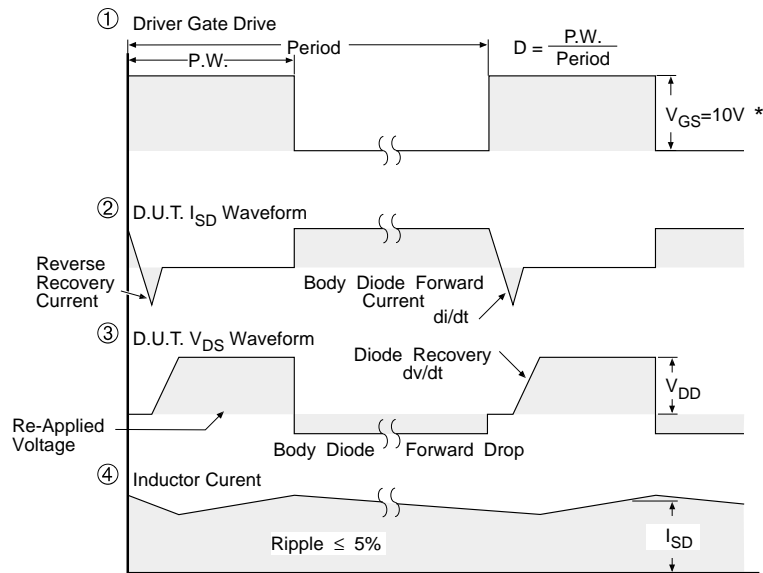 ① Driver Gate Drive
Period
P.W.
D = P.W.
Period
V_GS=10V *
② D.U.T. I_SD Waveform
Reverse
Recovery
Current
Body Diode Forward
Current
di/dt
③ D.U.T. V_DS Waveform
Diode Recovery
dv/dt
V_DD
Re-Applied
Voltage
Body Diode Forward Drop
④ Inductor Curent
Ripple ≤ 5%
I_SD